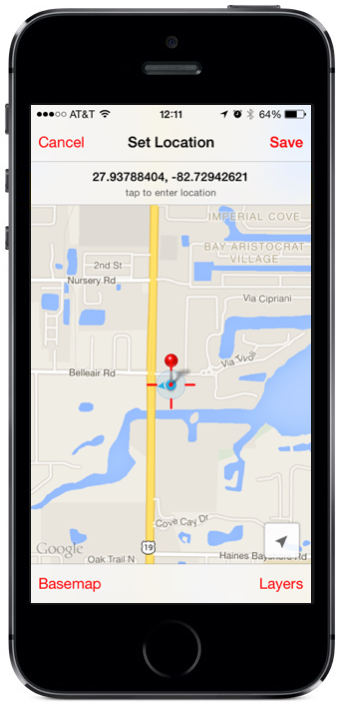 ●●●○○ AT&T 12:11 64%
Cancel Set Location Save
27.93788404, -82.72942621
tap to enter location
IMPERIAL COVE
BAY ARISTOCRAT
VILLAGE
2nd St
Nursery Rd
Via Cipriani
Via Tivoli
Belleair Rd
Cove Cay Dr
Google
19
Oak Trail N
Haines Bayshore Rd
Basemap Layers